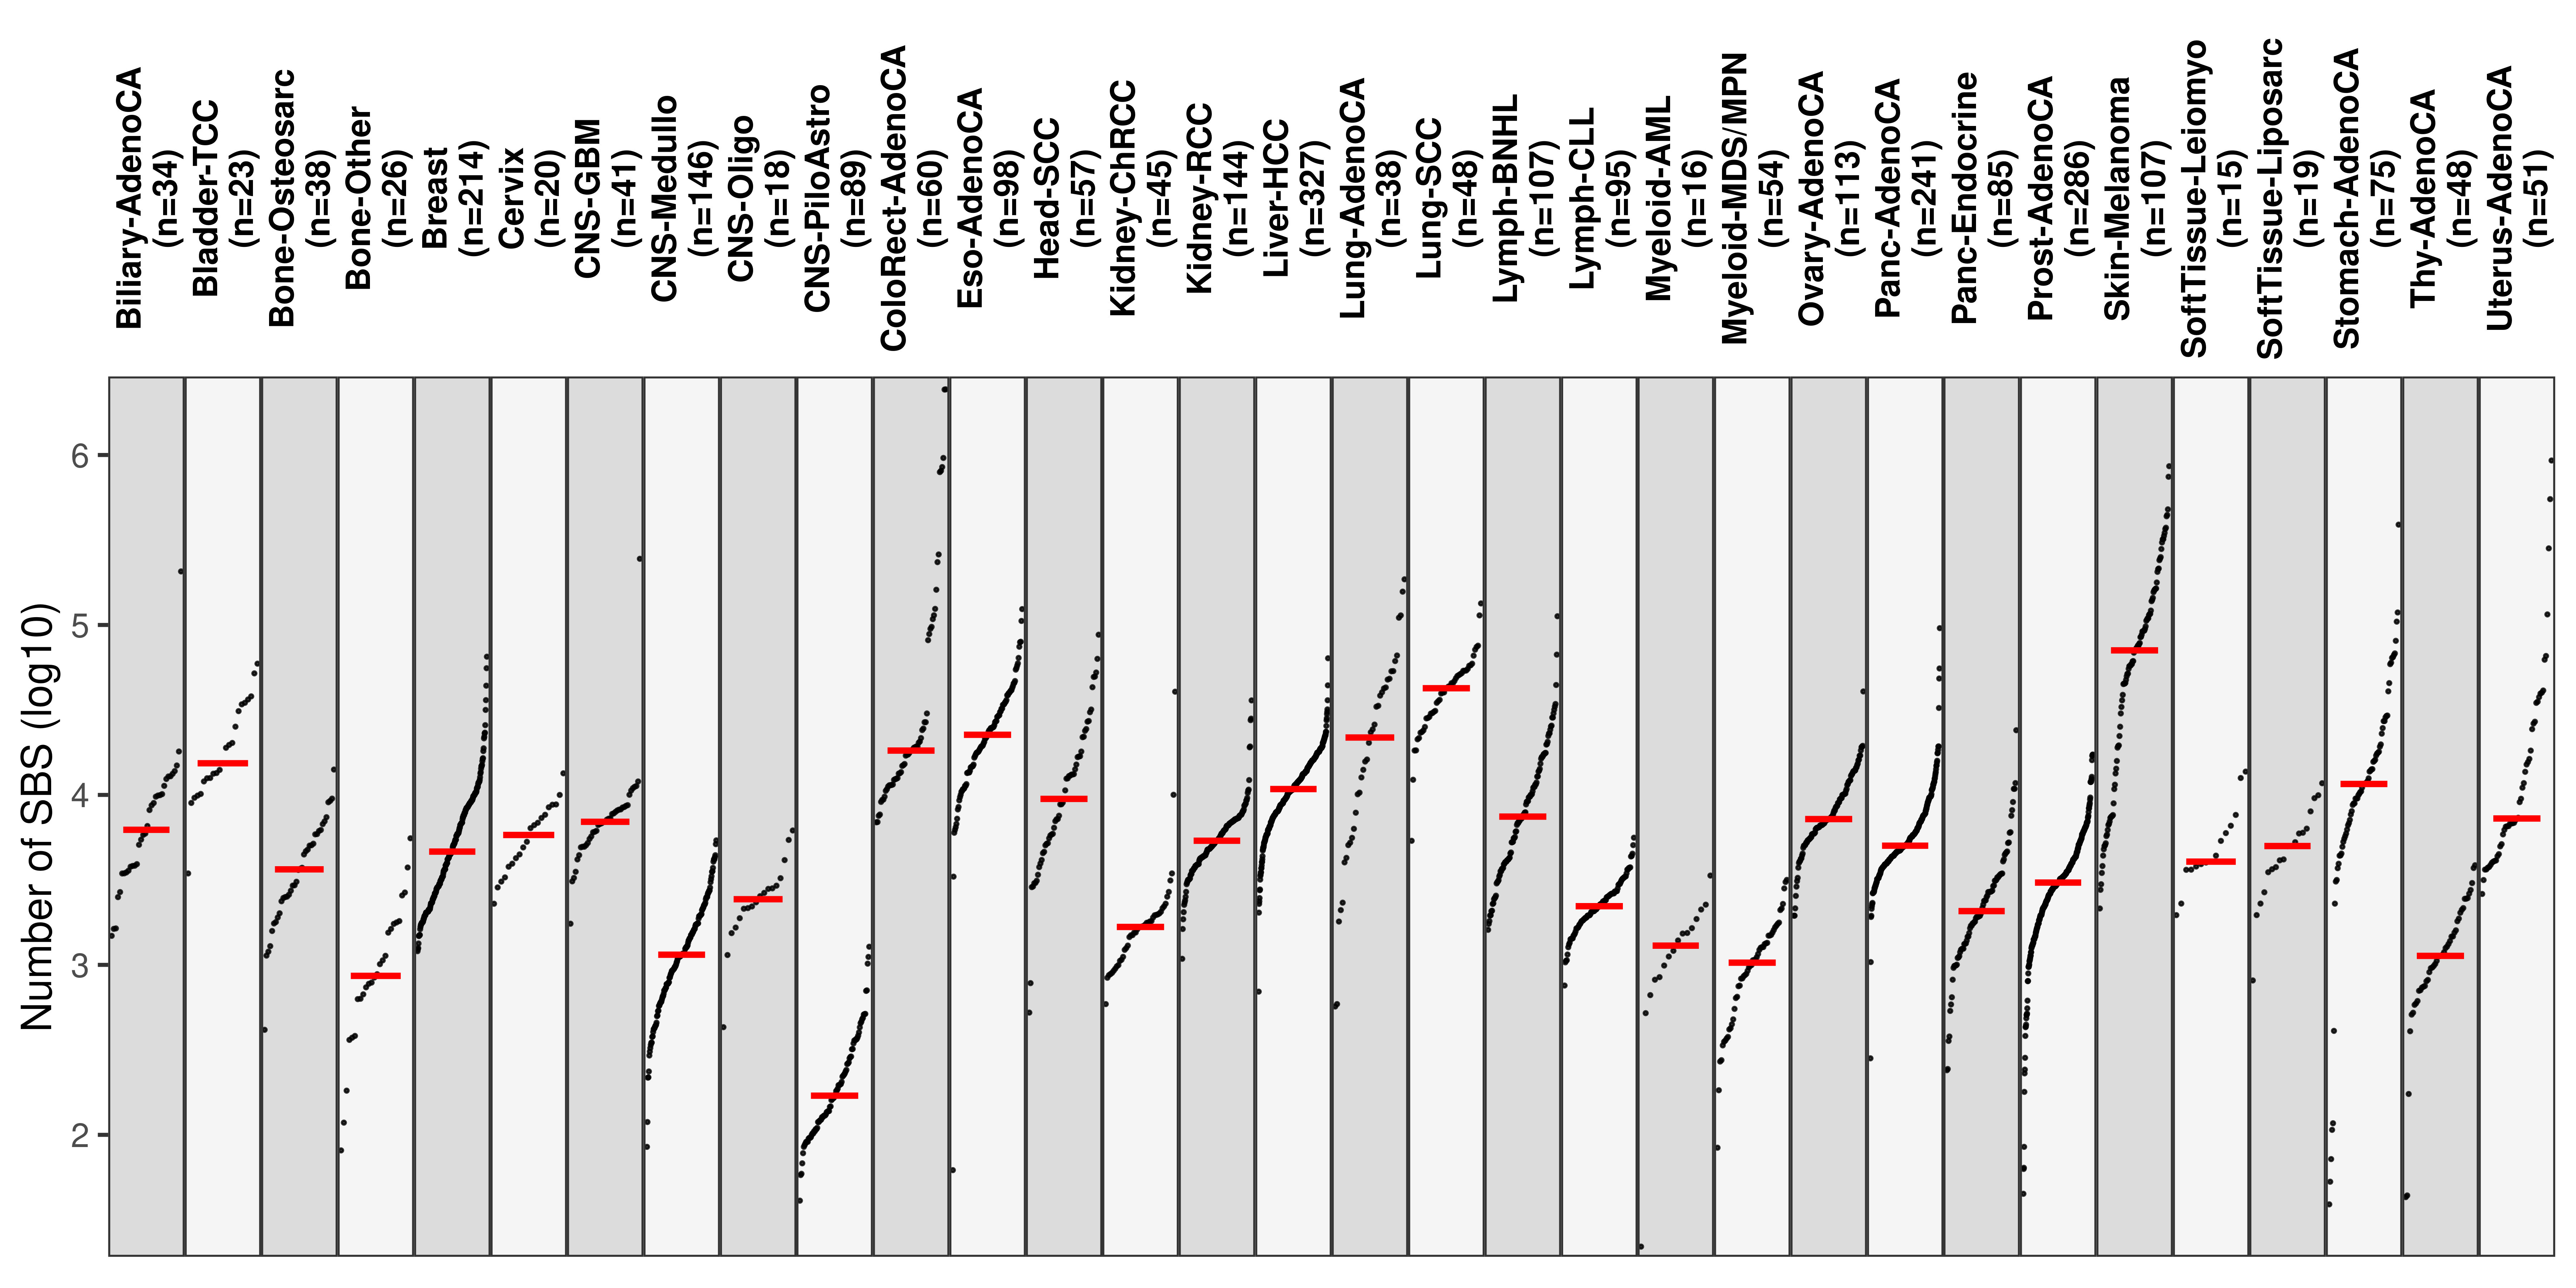 Biliary-AdenoCA
(n=34)
Bladder-TCC
(n=23)
Bone-Osteosarc
(n=38)
Bone-Other
(n=26)
Breast
(n=214)
Cervix
(n=20)
CNS-GBM
(n=41)
CNS-Medullo
(n=146)
CNS-Oligo
(n=18)
CNS-PiloAstro
(n=89)
ColoRect-AdenoCA
(n=60)
Eso-AdenoCA
(n=98)
Head-SCC
(n=57)
Kidney-ChRCC
(n=45)
Kidney-RCC
(n=144)
Liver-HCC
(n=327)
Lung-AdenoCA
(n=38)
Lung-SCC
(n=48)
Lymph-BNHL
(n=107)
Lymph-CLL
(n=95)
Myeloid-AML
(n=16)
Myeloid-MDS/MPN
(n=54)
Ovary-AdenoCA
(n=113)
Panc-AdenoCA
(n=241)
Panc-Endocrine
(n=85)
Prost-AdenoCA
(n=286)
Skin-Melanoma
(n=107)
SoftTissue-Leiomyo
(n=15)
SoftTissue-Liposarc
(n=19)
Stomach-AdenoCA
(n=75)
Thy-AdenoCA
(n=48)
Uterus-AdenoCA
(n=51)
Number of SBS (log10)
6
5
4
3
2